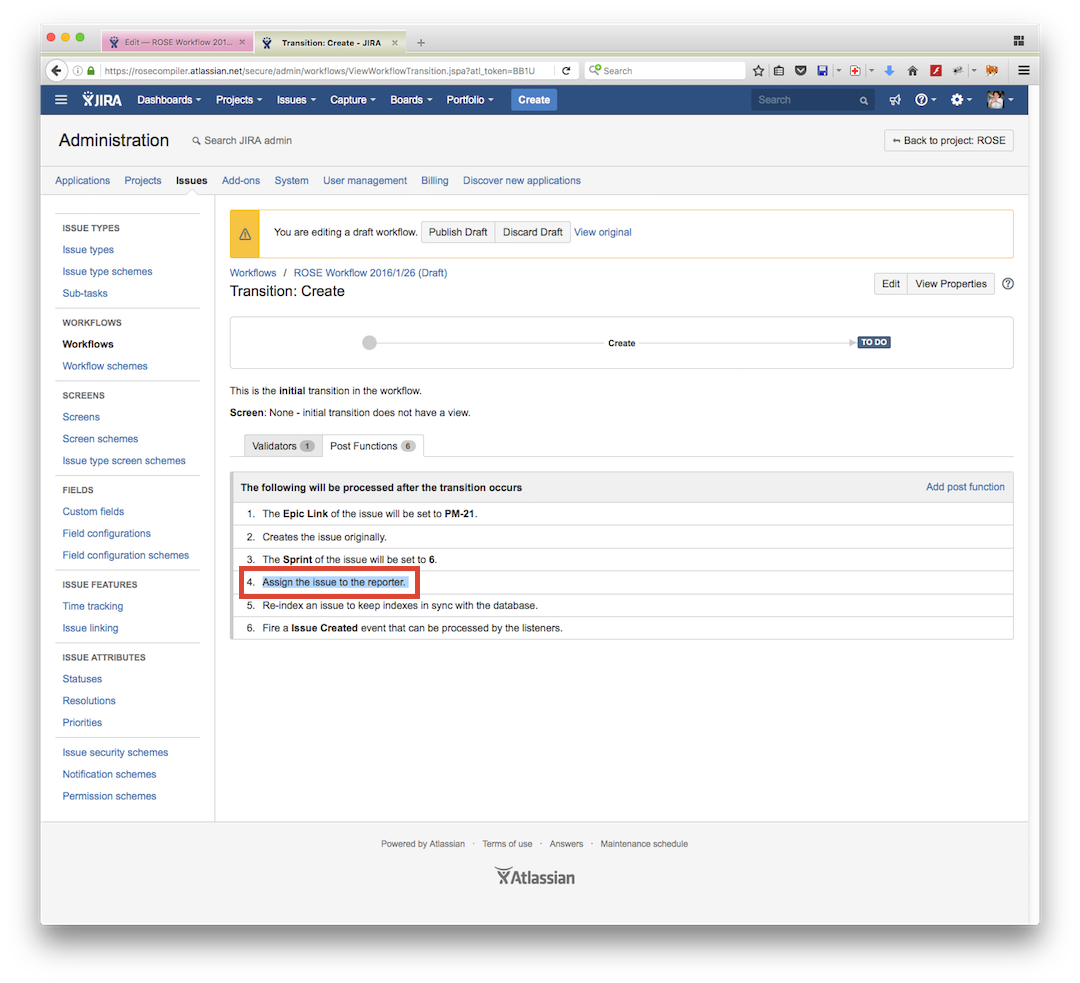 Edit — ROSE Workflow 201...
Transition: Create - JIRA
https://rosecompiler.atlassian.net/secure/admin/workflows/ViewWorkflowTransition.jspa?atl_token=BB1U
Search
JIRA Dashboards Projects Issues Capture Boards Portfolio Create Search
Administration
Search JIRA admin
Back to project: ROSE
Applications Projects Issues Add-ons System User management Billing Discover new applications
ISSUE TYPES
Issue types
Issue type schemes
Sub-tasks
WORKFLOWS
Workflows
Workflow schemes
SCREENS
Screens
Screen schemes
Issue type screen schemes
FIELDS
Custom fields
Field configurations
Field configuration schemes
ISSUE FEATURES
Time tracking
Issue linking
ISSUE ATTRIBUTES
Statuses
Resolutions
Priorities
Issue security schemes
Notification schemes
Permission schemes
You are editing a draft workflow. Publish Draft Discard Draft View original
Workflows / ROSE Workflow 2016/1/26 (Draft)
Transition: Create
Edit View Properties
Create TO DO
This is the initial transition in the workflow.
Screen: None - initial transition does not have a view.
Validators 1 Post Functions 6
The following will be processed after the transition occurs
Add post function
1. The Epic Link of the issue will be set to PM-21.
2. Creates the issue originally.
3. The Sprint of the issue will be set to 6.
4. Assign the issue to the reporter.
5. Re-index an issue to keep indexes in sync with the database.
6. Fire a Issue Created event that can be processed by the listeners.
Powered by Atlassian · Terms of use · Answers · Maintenance schedule
Atlassian